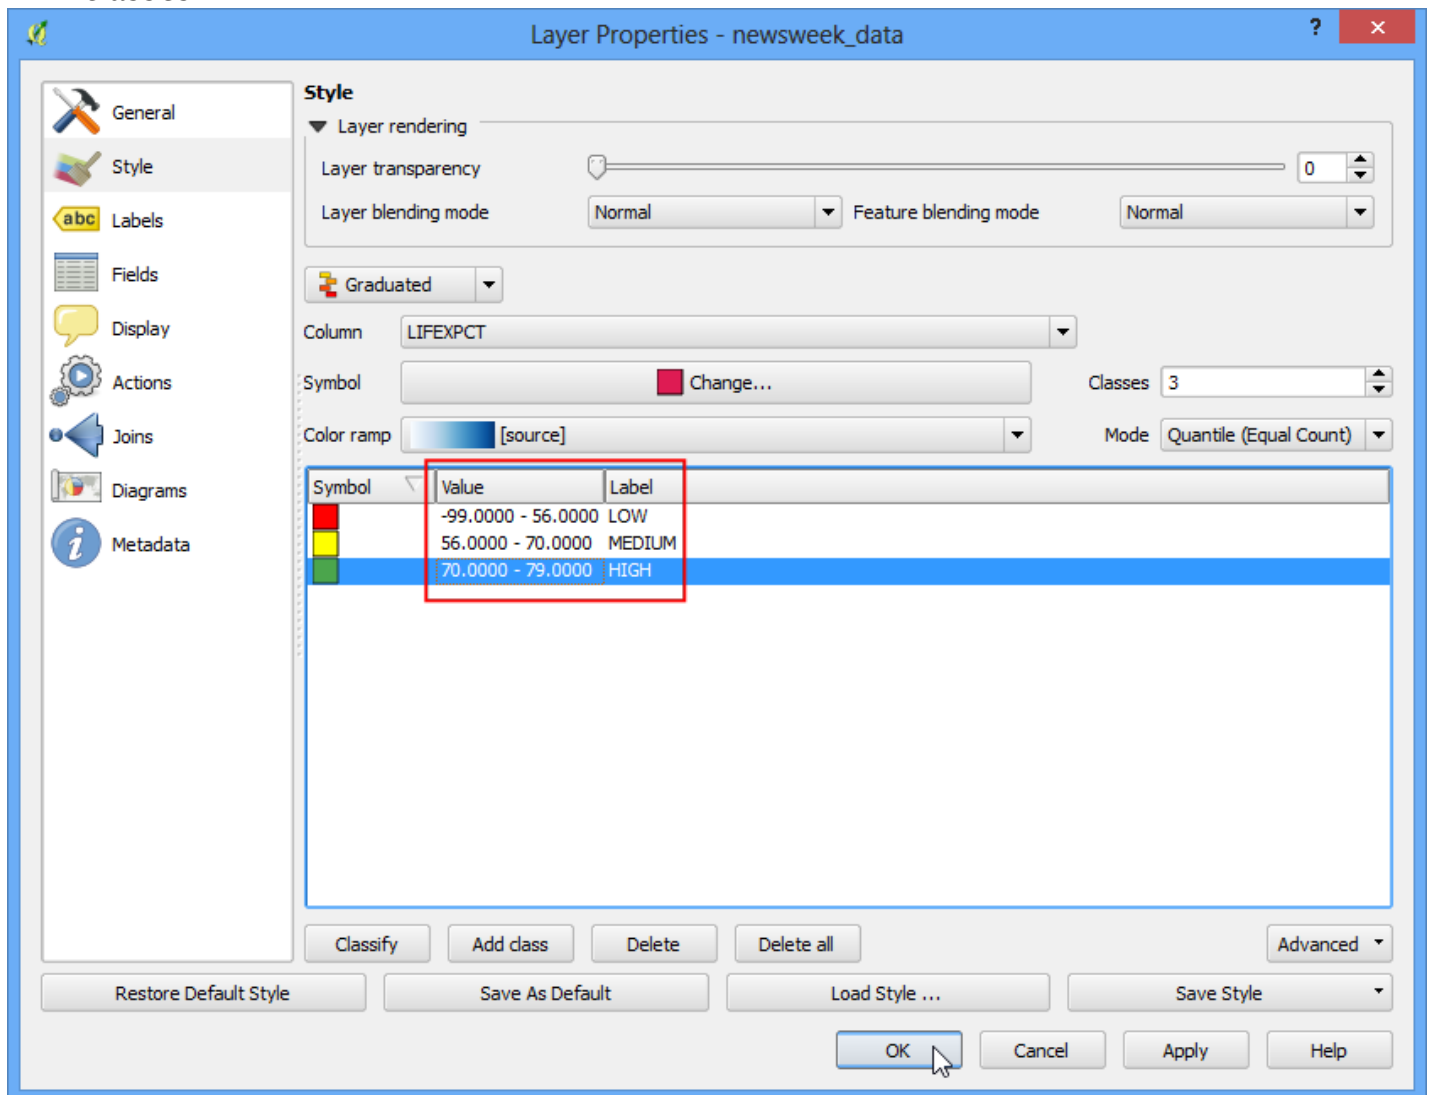 Layer Properties - newsweek_data
?
General
Style
Labels
Fields
Display
Actions
Joins
Diagrams
Metadata
abc
Style
Layer rendering
Layer transparency 0
Layer blending mode Normal Feature blending mode Normal
Graduated
Column LIFEXPCT
Symbol Change... Classes 3
Color ramp [source] Mode Quantile (Equal Count)
Symbol Value Label
-99.0000 - 56.0000 LOW
56.0000 - 70.0000 MEDIUM
70.0000 - 79.0000 HIGH
Classify Add class Delete Delete all Advanced
Restore Default Style Save As Default Load Style ... Save Style
OK Cancel Apply Help